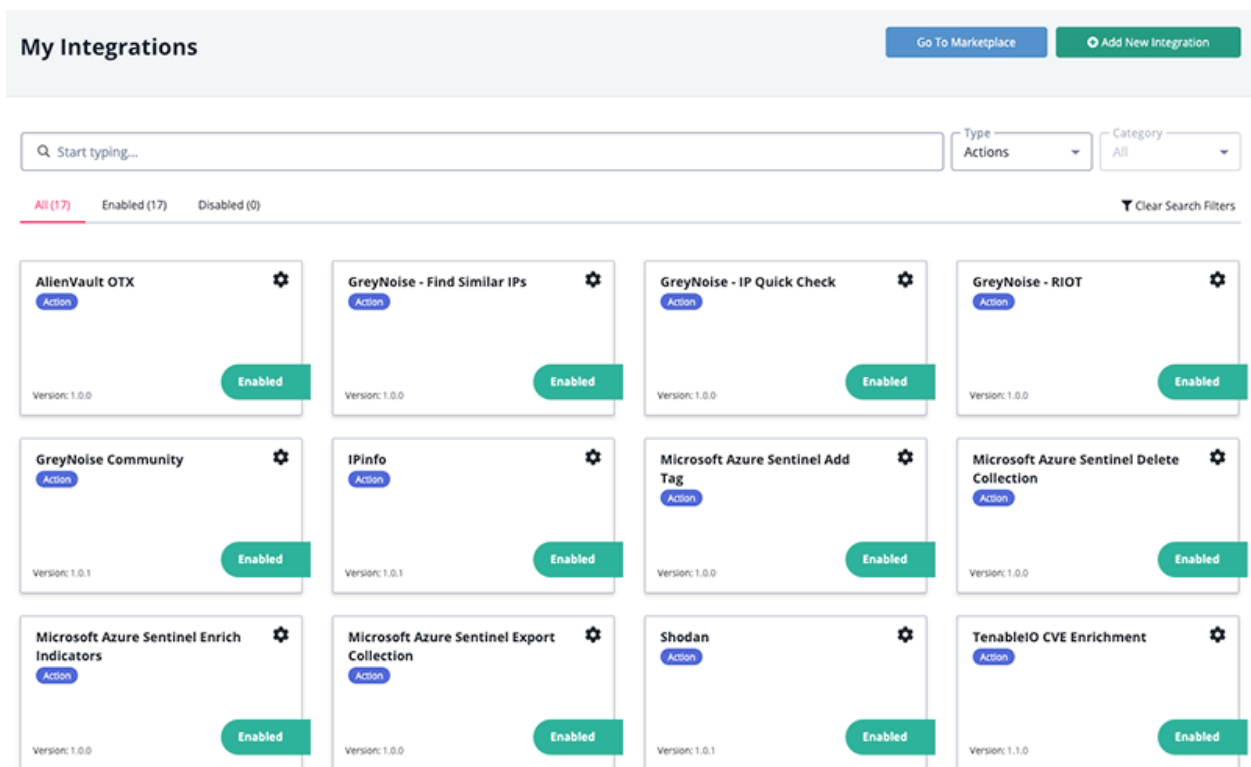 My Integrations
Go To Marketplace
Add New Integration
Start typing...
Type
Actions
Category
All
All (17)
Enabled (17)
Disabled (0)
Clear Search Filters
AlienVault OTX
Action
Version: 1.0.0
Enabled
GreyNoise - Find Similar IPs
Action
Version: 1.0.0
Enabled
GreyNoise - IP Quick Check
Action
Version: 1.0.0
Enabled
GreyNoise - RIOT
Action
Version: 1.0.0
Enabled
GreyNoise Community
Action
Version: 1.0.1
Enabled
IPinfo
Action
Version: 1.0.1
Enabled
Microsoft Azure Sentinel Add
Tag
Action
Version: 1.0.0
Enabled
Microsoft Azure Sentinel Delete
Collection
Action
Version: 1.0.0
Enabled
Microsoft Azure Sentinel Enrich
Indicators
Action
Version: 1.0.0
Enabled
Microsoft Azure Sentinel Export
Collection
Action
Version: 1.0.0
Enabled
Shodan
Action
Version: 1.0.1
Enabled
TenableIO CVE Enrichment
Action
Version: 1.1.0
Enabled